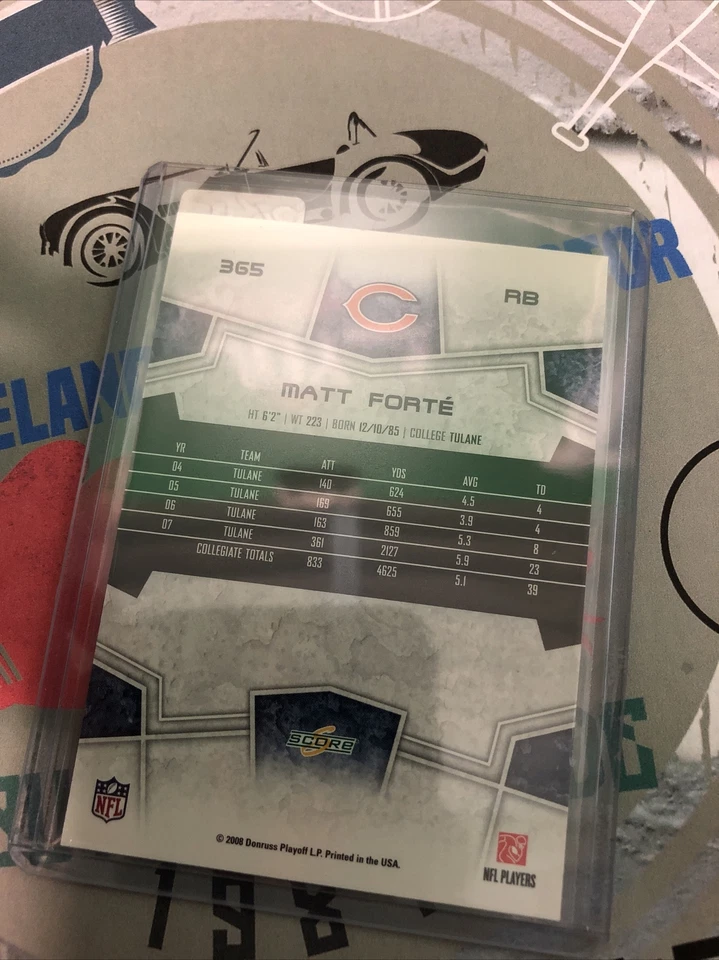 365
RB
MATT FORTÉ
HT 6'2" | WT 223 | BORN 12/10/85 | COLLEGE TULANE
YR TEAM ATT YDS AVG TD
04 TULANE 140 624 4.5 4
05 TULANE 169 655 3.9 4
06 TULANE 163 859 5.3 8
07 TULANE 361 2127 5.9 23
COLLEGIATE TOTALS 833 4625 5.1 39
SCORE
NFL
© 2008 Donruss Playoff L.P. Printed in the USA.
NFL PLAYERS